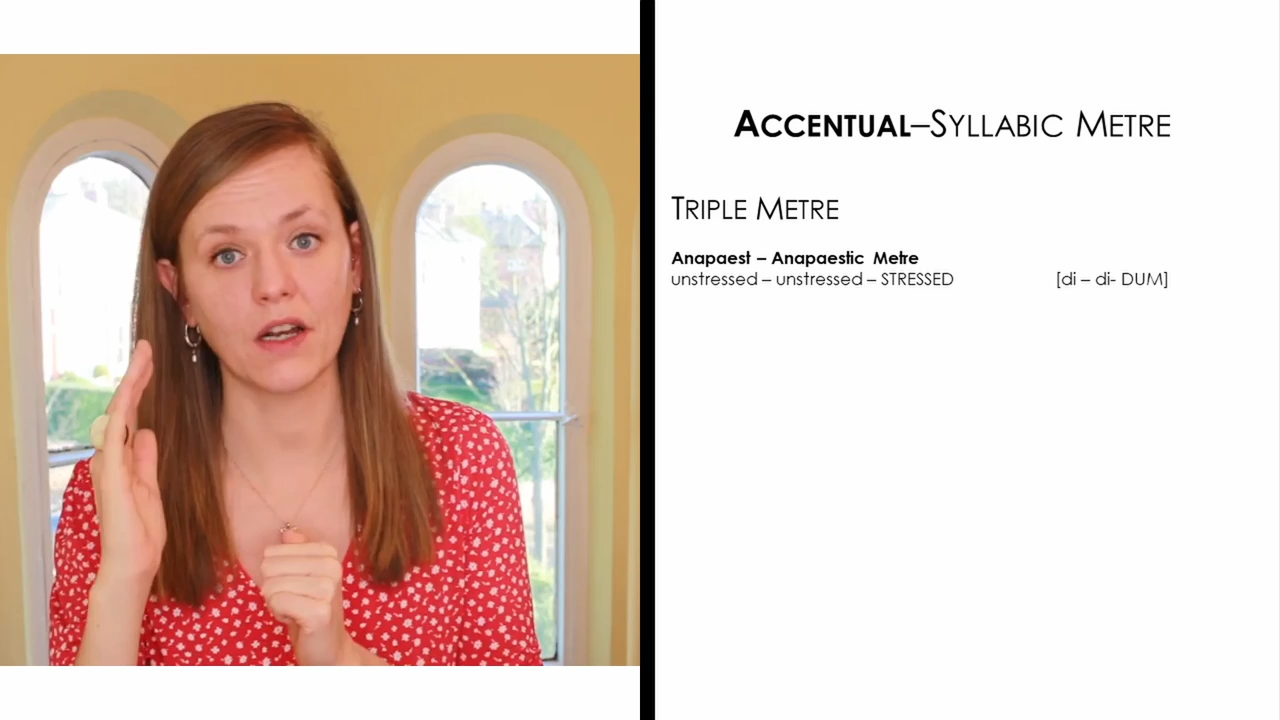 ACCENTUAL–SYLLABIC METRE
TRIPLE METRE
Anapaest – Anapaestic Metre
unstressed – unstressed – STRESSED [di – di- DUM]